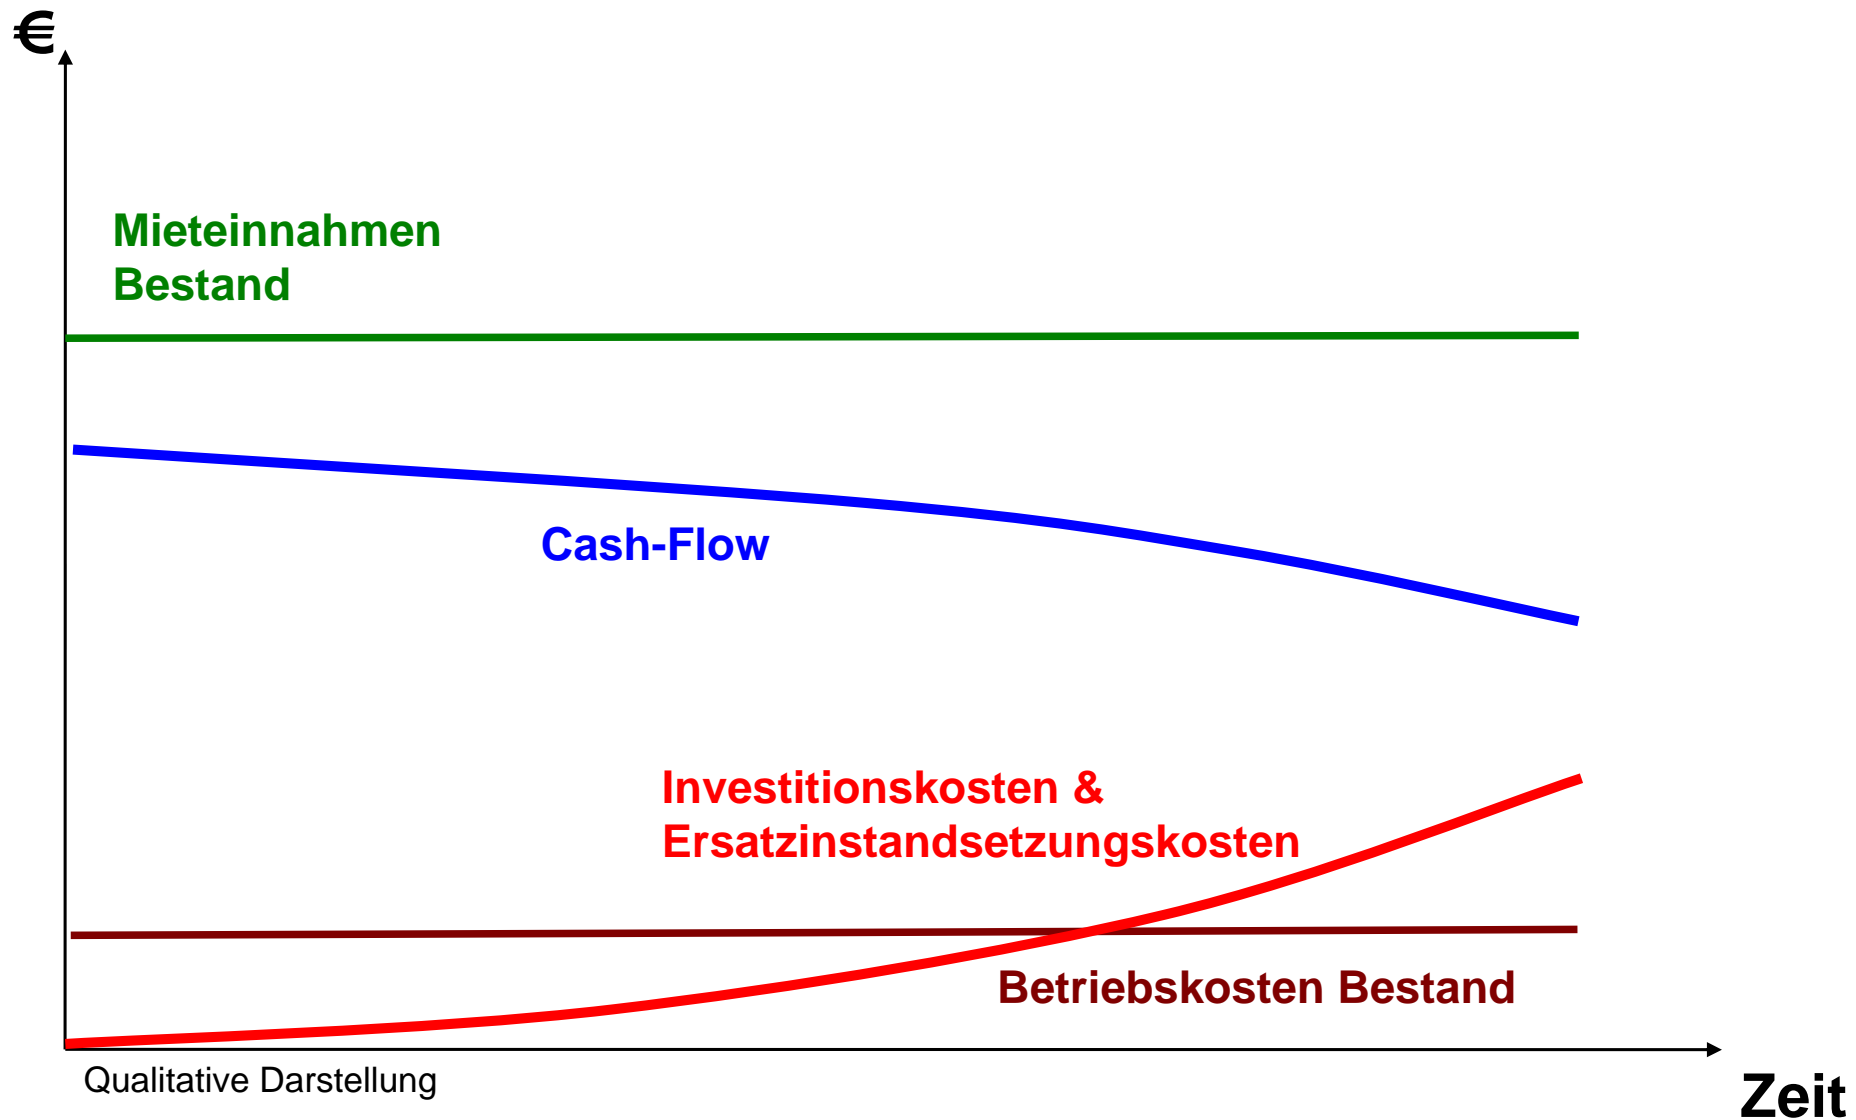 €
Mieteinnahmen
Bestand
Cash-Flow
Investitionskosten &
Ersatzinstandsetzungskosten
Betriebskosten Bestand
Qualitative Darstellung
Zeit